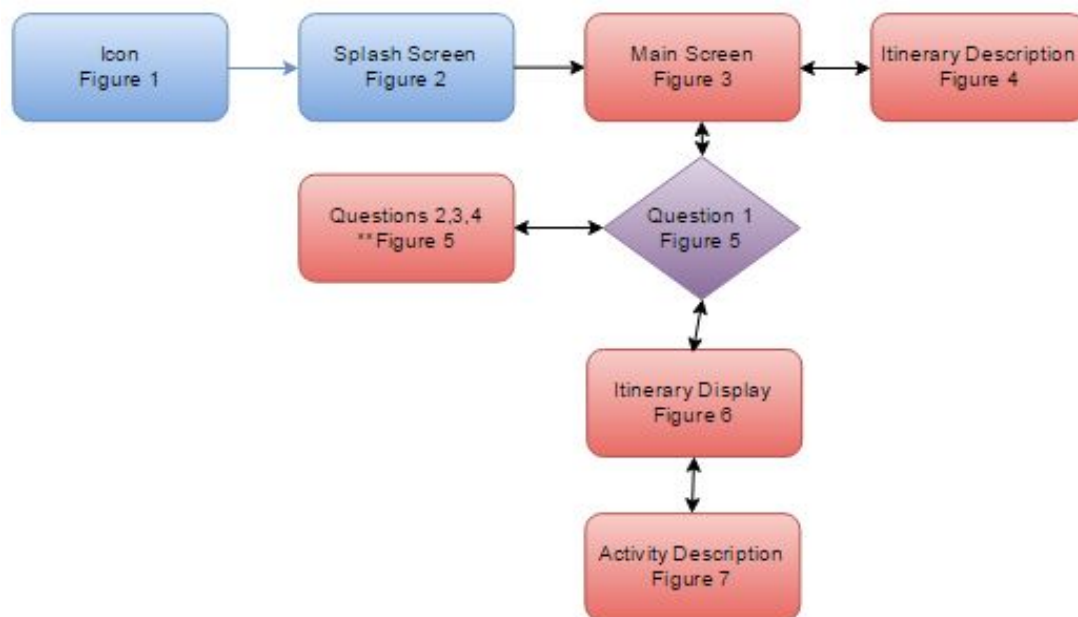 Icon
Figure 1
Splash Screen
Figure 2
Main Screen
Figure 3
Itinerary Description
Figure 4
Questions 2,3,4
**Figure 5
Question 1
Figure 5
Itinerary Display
Figure 6
Activity Description
Figure 7